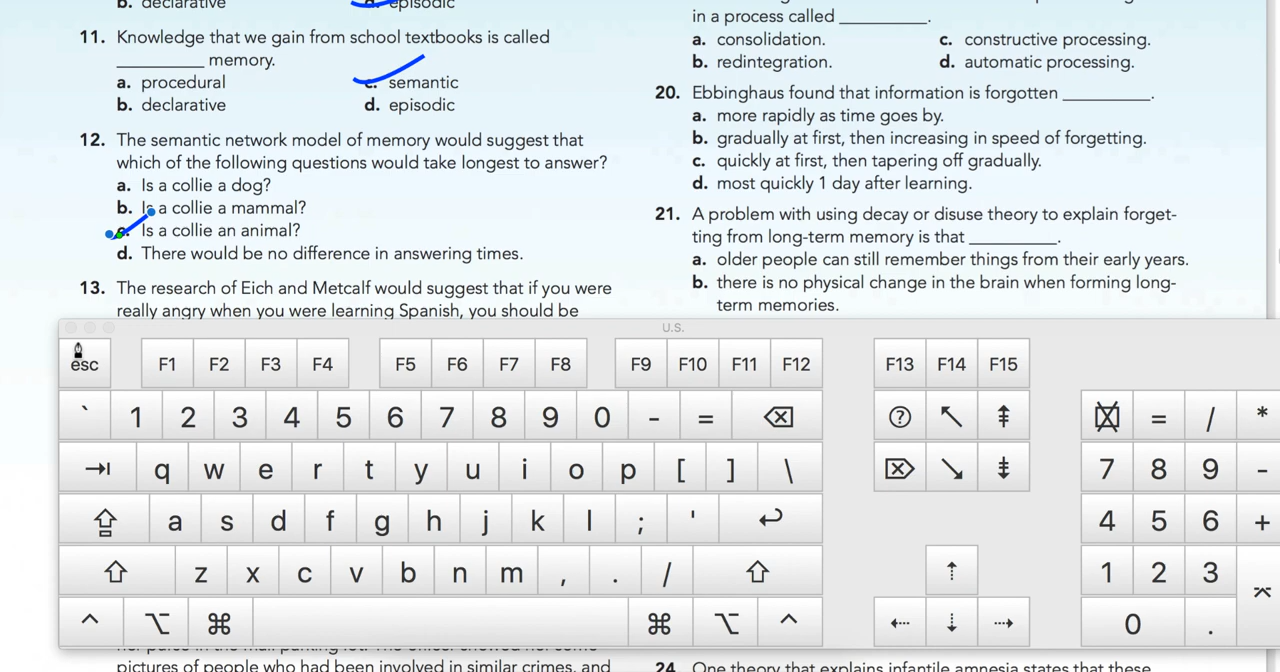 b. declarative
d. episodic
11. Knowledge that we gain from school textbooks is called
__________ memory.
a. procedural
c. semantic
b. declarative
d. episodic
12. The semantic network model of memory would suggest that
which of the following questions would take longest to answer?
a. Is a collie a dog?
b. Is a collie a mammal?
c. Is a collie an animal?
d. There would be no difference in answering times.
13. The research of Eich and Metcalf would suggest that if you were
really angry when you were learning Spanish, you should be
in a process called __________.
a. consolidation.
c. constructive processing.
b. redintegration.
d. automatic processing.
20. Ebbinghaus found that information is forgotten __________.
a. more rapidly as time goes by.
b. gradually at first, then increasing in speed of forgetting.
c. quickly at first, then tapering off gradually.
d. most quickly 1 day after learning.
21. A problem with using decay or disuse theory to explain forget-
ting from long-term memory is that __________.
a. older people can still remember things from their early years.
b. there is no physical change in the brain when forming long-
term memories.
U.S.
esc F1 F2 F3 F4 F5 F6 F7 F8 F9 F10 F11 F12 F13 F14 F15
` 1 2 3 4 5 6 7 8 9 0 - = = / *
q w e r t y u i o p [ ] \ 7 8 9 -
a s d f g h j k l ; ' 4 5 6 +
z x c v b n m , . / 1 2 3
^ ⌥ ⌘ ⌘ ⌥ ^ 0 .
pictures of people who had been involved in similar crimes, and
24. One theory that explains infantile amnesia states that these